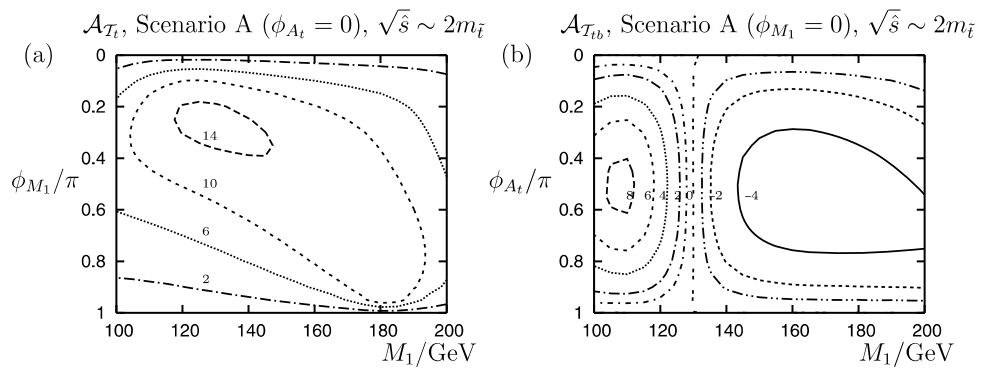 (a)
$\mathcal{A}_{\mathcal{T}_t}$, Scenario A ($\phi_{A_t} = 0$), $\sqrt{\hat{s}} \sim 2m_{\tilde{t}}$
0
0.2
0.4
$\phi_{M_1}/\pi$
0.6
0.8
1
14
10
6
2
100 120 140 160 180 200
$M_1$/GeV
(b)
$\mathcal{A}_{\mathcal{T}_{tb}}$, Scenario A ($\phi_{M_1} = 0$), $\sqrt{\hat{s}} \sim 2m_{\tilde{t}}$
0
0.2
0.4
$\phi_{A_t}/\pi$
0.6
0.8
1
8 6 4 2 0 –2 –4
100 120 140 160 180 200
$M_1$/GeV